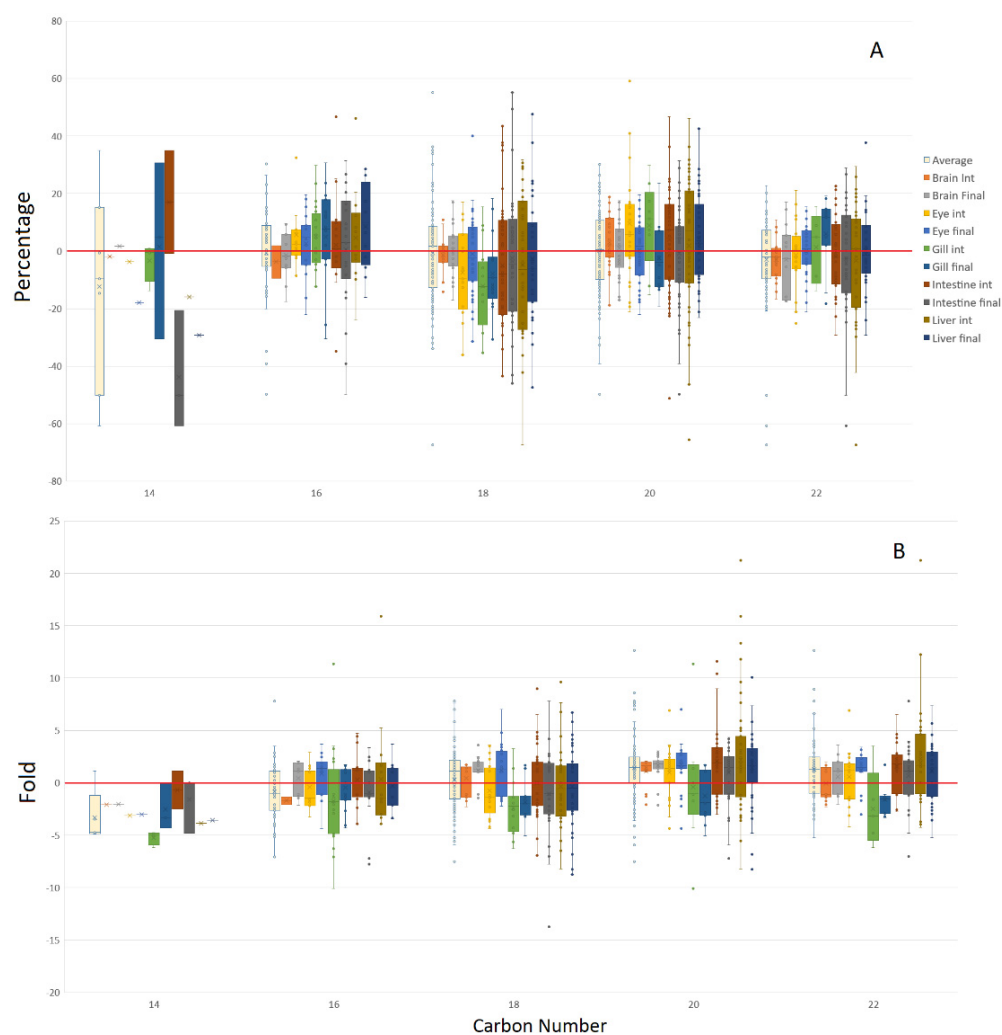 A
Percentage
80
60
40
20
0
-20
-40
-60
-80
14
16
18
20
22
Average
Brain Int
Brain Final
Eye int
Eye final
Gill int
Gill final
Intestine int
Intestine final
Liver int
Liver final
B
Fold
25
20
15
10
5
0
-5
-10
-15
-20
14
16
18
20
22
Carbon Number